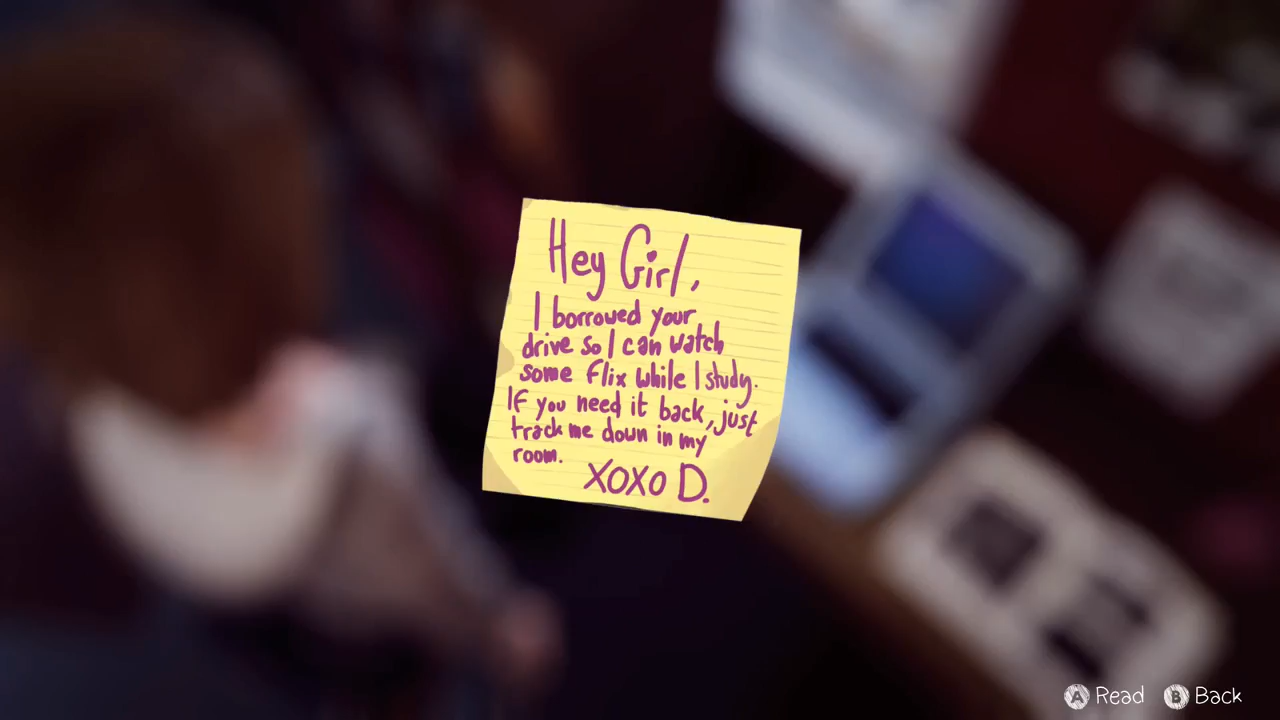 Hey Girl,
I borrowed your
drive so I can watch
some flix while I study.
If you need it back, just
track me down in my
room.
XOXO D.
A Read B Back